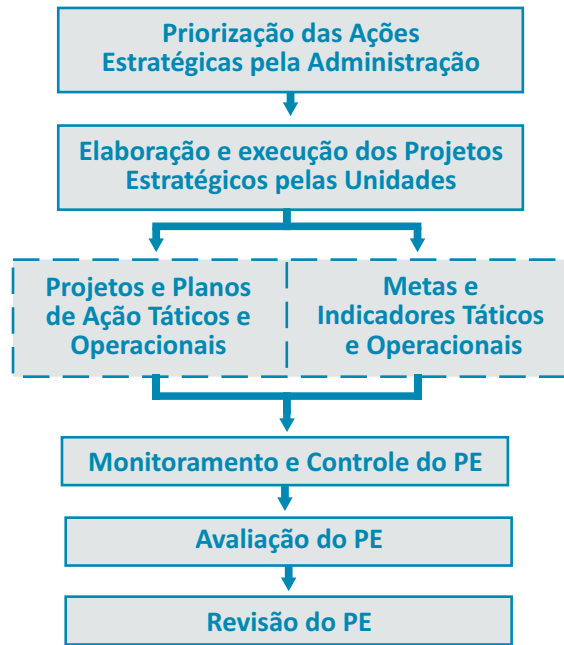 Priorização das Ações
Estratégicas pela Administração
Elaboração e execução dos Projetos
Estratégicos pelas Unidades
Projetos e Planos
de Ação Táticos e
Operacionais
Metas e
Indicadores Táticos
e Operacionais
Monitoramento e Controle do PE
Avaliação do PE
Revisão do PE